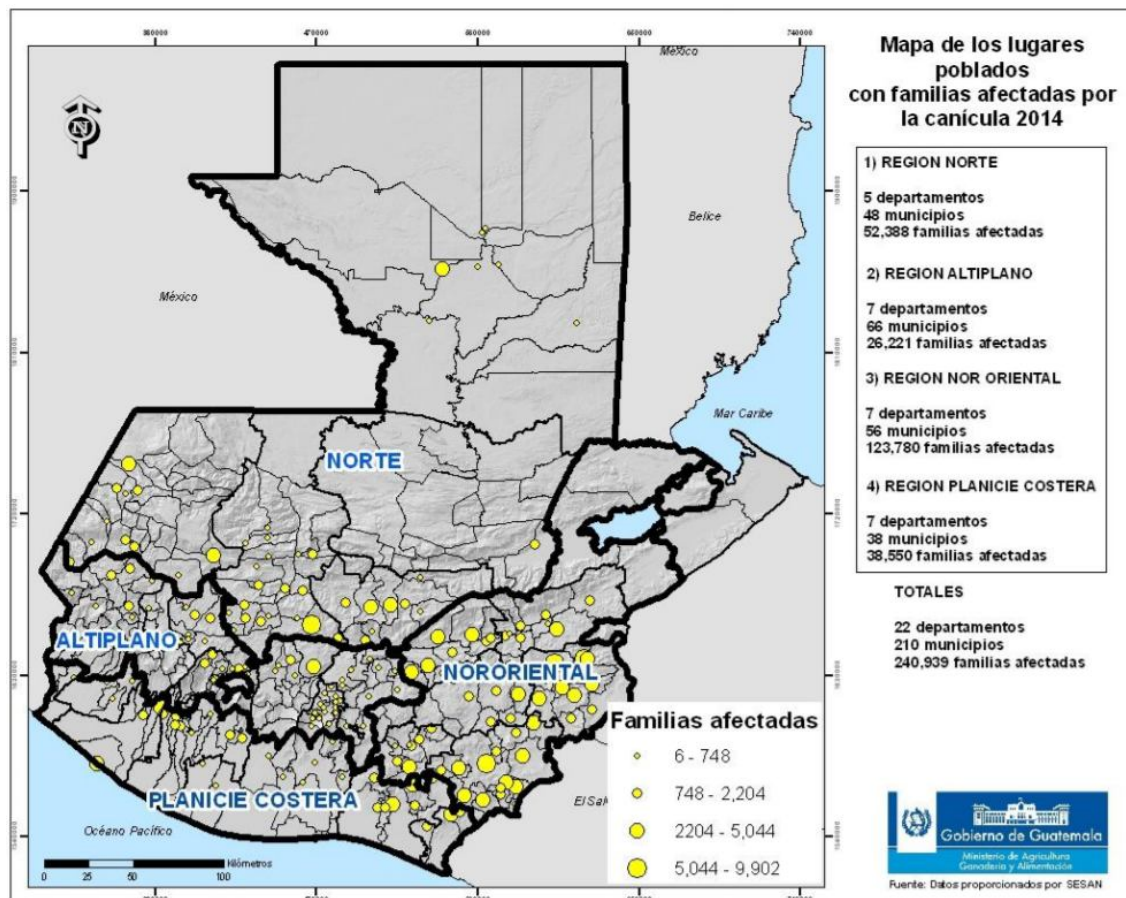 Mapa de los lugares
poblados
con familias afectadas por
la canícula 2014
1) REGION NORTE
5 departamentos
48 municipios
52,388 familias afectadas
2) REGION ALTIPLANO
7 departamentos
66 municipios
26,221 familias afectadas
3) REGION NOR ORIENTAL
7 departamentos
56 municipios
123,780 familias afectadas
4) REGION PLANICIE COSTERA
7 departamentos
38 municipios
38,550 familias afectadas
TOTALES
22 departamentos
210 municipios
240,939 familias afectadas
México
N
Belice
México
Mar Caribe
NORTE
ALTIPLANO
NORORIENTAL
PLANICIE COSTERA
Océano Pacífico
El Sal
Familias afectadas
6 - 748
748 - 2,204
2204 - 5,044
5,044 - 9,902
Kilómetros
0 25 50 100
Gobierno de Guatemala
Ministerio de Agricultura
Ganadería y Alimentación
Fuente: Datos proporcionados por SESAN